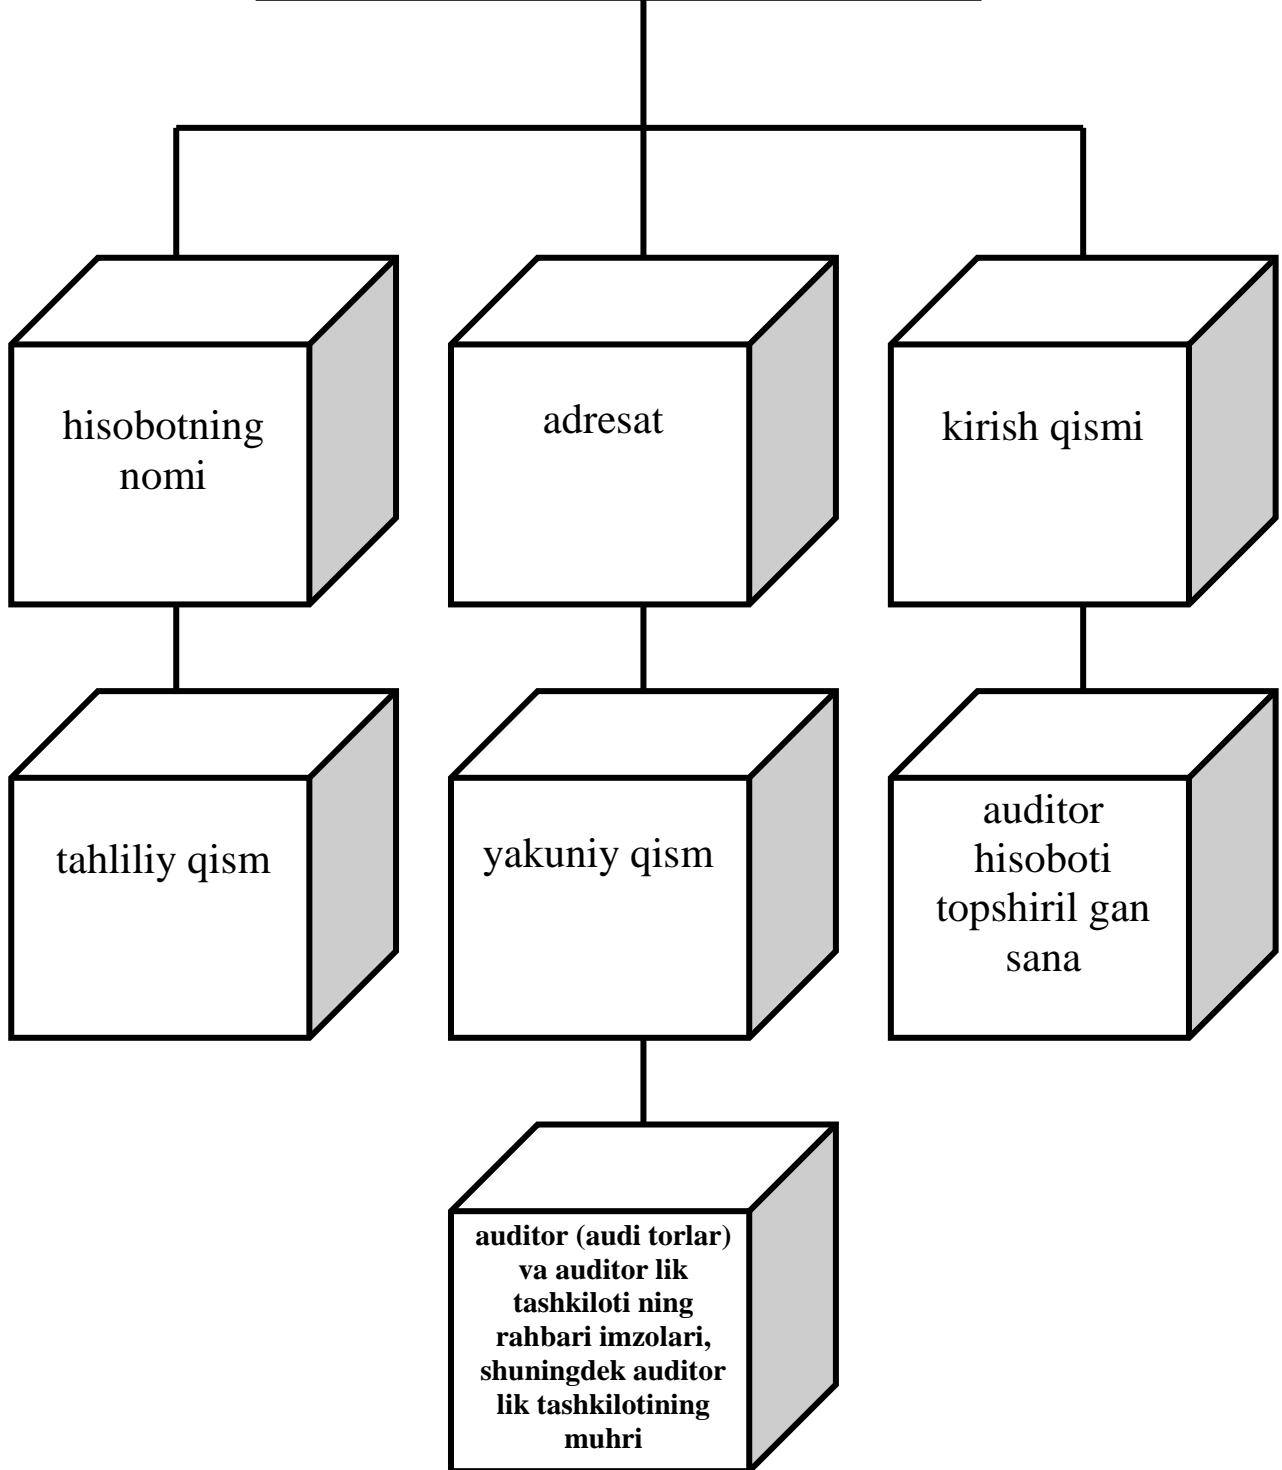 hisobotning
nomi
adresat
kirish qismi
tahliliy qism
yakuniy qism
auditor
hisoboti
topshiril gan
sana
auditor (audi torlar)
va auditor lik
tashkiloti ning
rahbari imzolari,
shuningdek auditor
lik tashkilotining
muhri